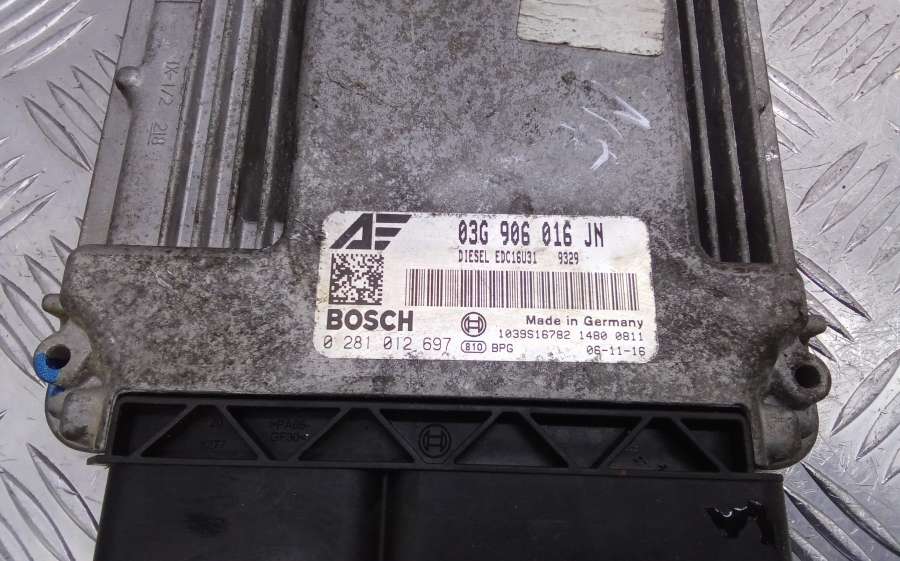 AE
03G 906 016 JN
DIESEL EDC16U31 9329
BOSCH
Made in Germany
1039S16782 1480 0811
0 281 012 697 810 BPG 06-11-16